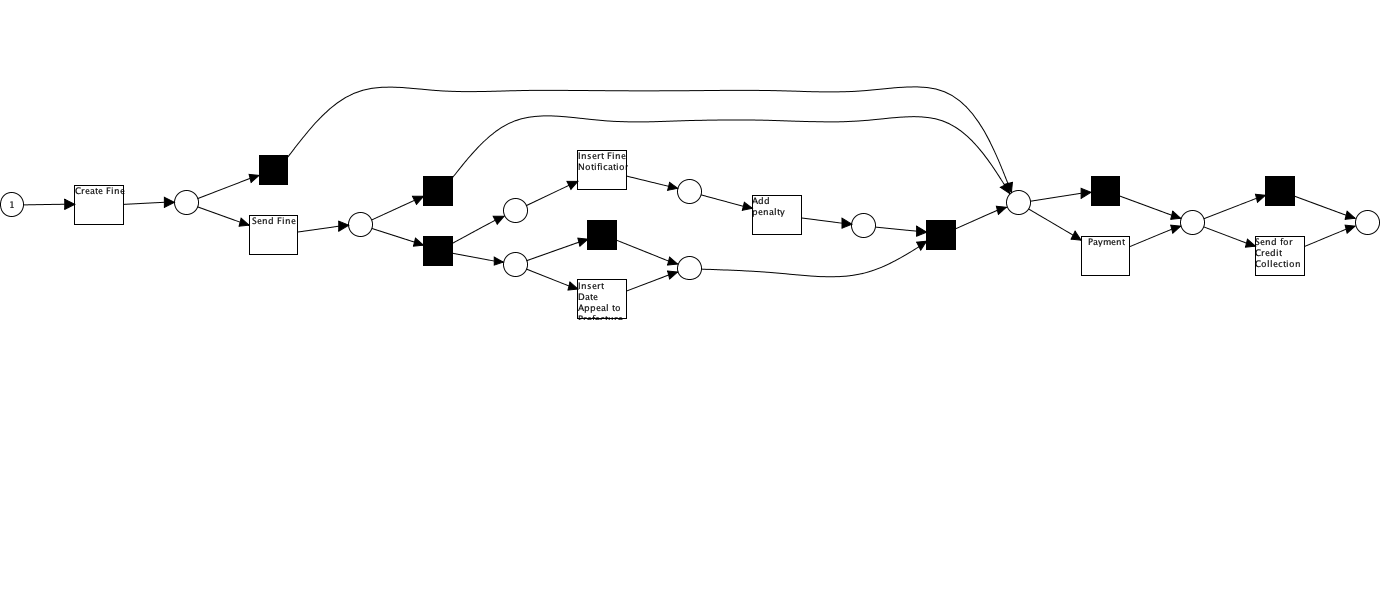 1
Create Fine
Send Fine
Insert Fine
Notificatio
Add
penalty
Insert
Date
Appeal to
Payment
Send for
Credit
Collection